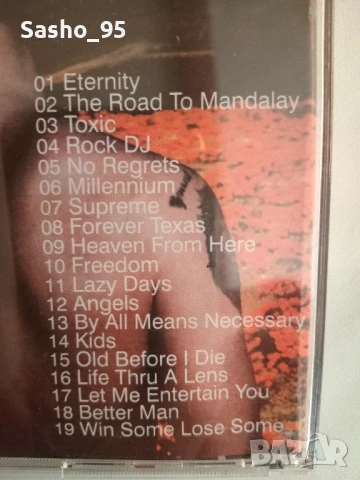 Sasho_95
01 Eternity
02 The Road To Mandalay
03 Toxic
04 Rock DJ
05 No Regrets
06 Millennium
07 Supreme
08 Forever Texas
09 Heaven From Here
10 Freedom
11 Lazy Days
12 Angels
13 By All Means Necessary
14 Kids
15 Old Before I Die
16 Life Thru A Lens
17 Let Me Entertain You
18 Better Man
19 Win Some Lose Some
BAZAR